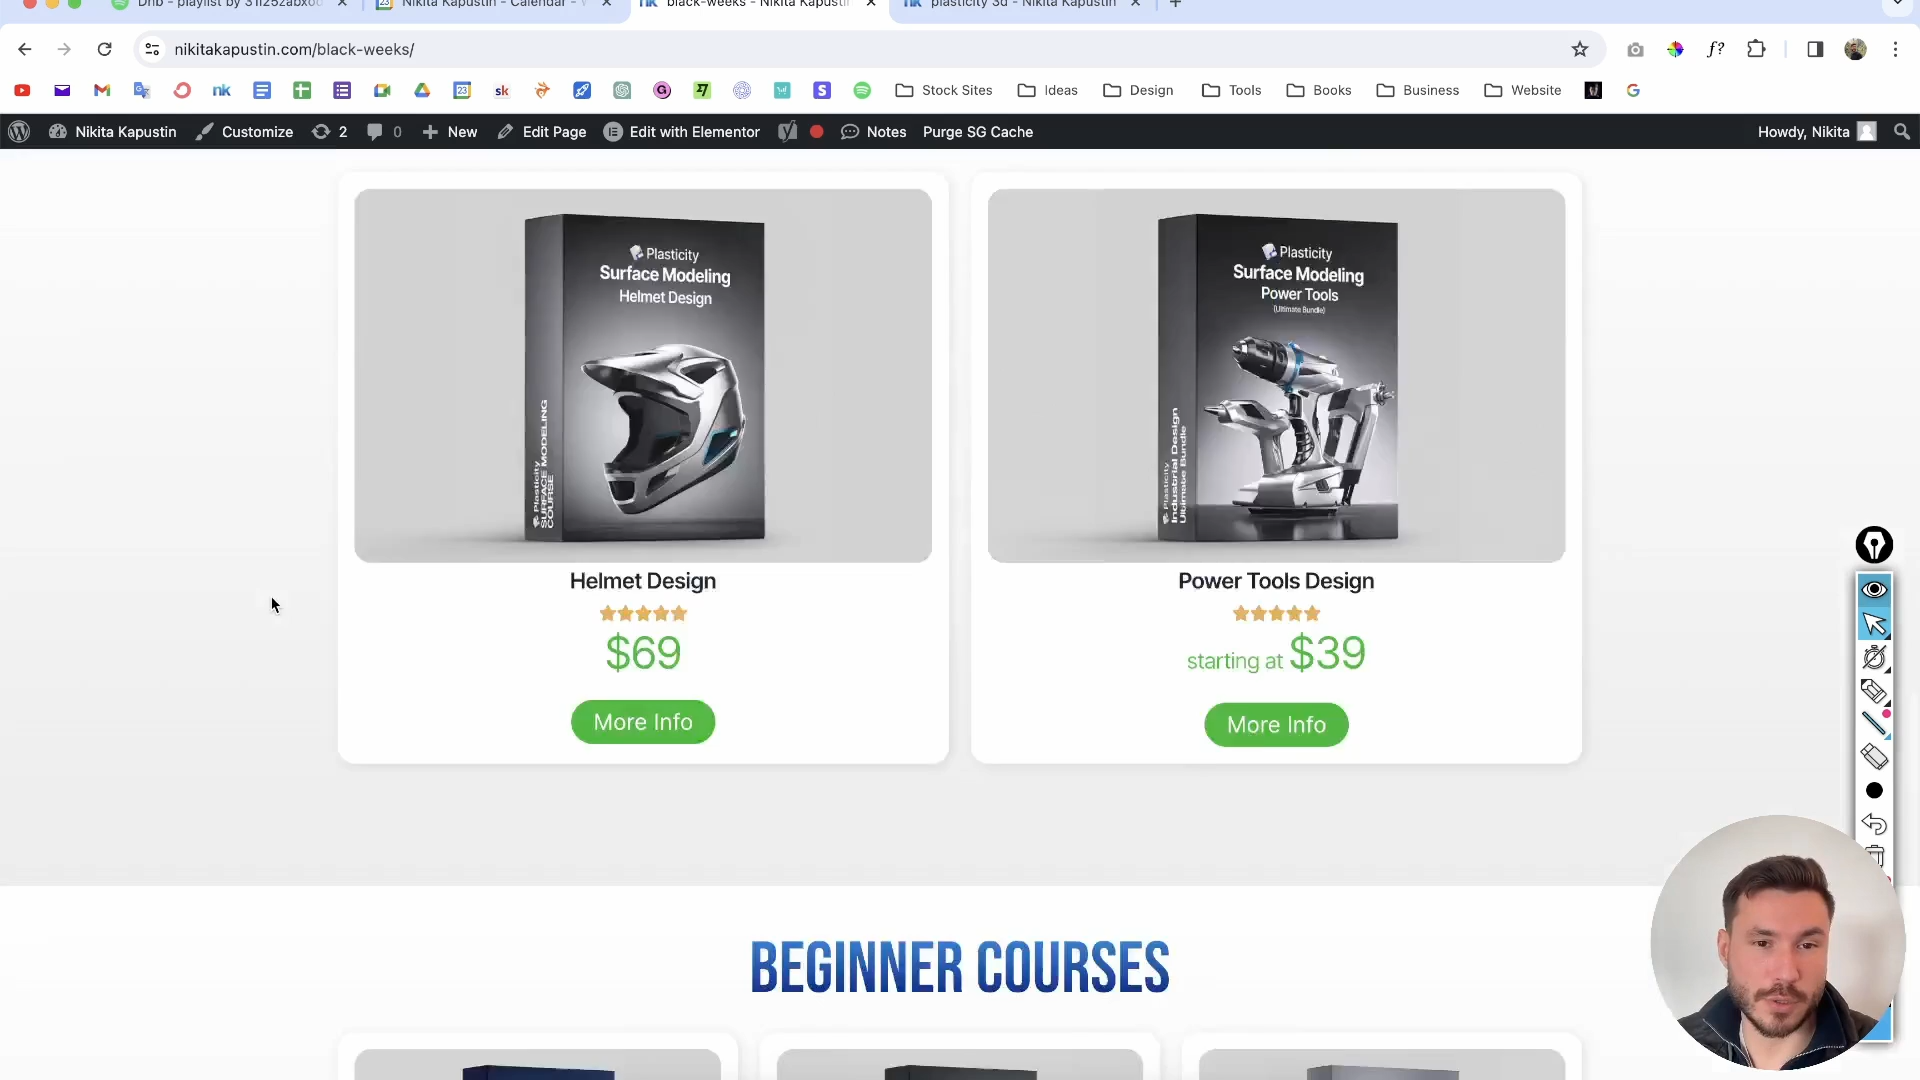 Nikita Kapustin - Calendar - W
black-weeks - Nikita Kapustin
plasticity 3d - Nikita Kapustin
nikitakapustin.com/black-weeks/
f?
nk
23
sk
Stock Sites
Ideas
Design
Tools
Books
Business
Website
Nikita Kapustin
Customize
2
0
New
Edit Page
Edit with Elementor
Notes
Purge SG Cache
Howdy, Nikita
Plasticity
Surface Modeling
Helmet Design
Plasticity
SURFACE MODELING
COURSE
Plasticity
Surface Modeling
Power Tools
(Ultimate Bundle)
Plasticity
Industrial Design
Ultimate Bundle
Helmet Design
$69
More Info
Power Tools Design
starting at $39
More Info
BEGINNER COURSES